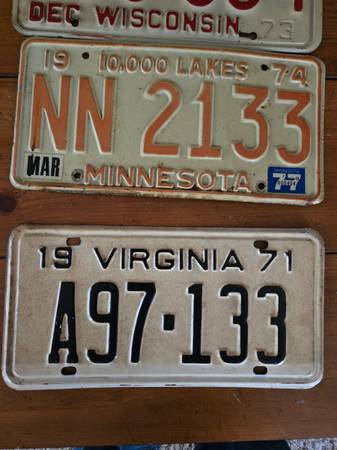 DEC WISCONSIN 73
19 10,000 LAKES 74
NN 2133
MAR
77
MINNESOTA
19 VIRGINIA 71
A97·133